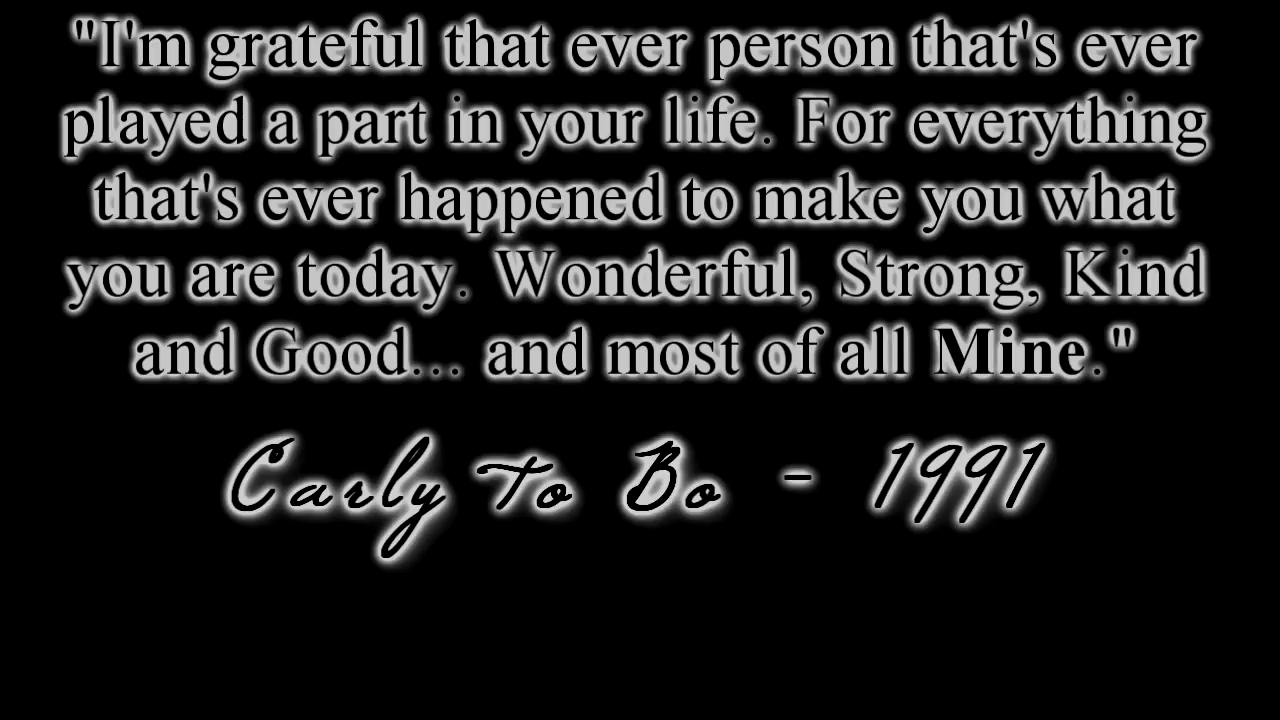 "I'm grateful that ever person that's ever
played a part in your life. For everything
that's ever happened to make you what
you are today. Wonderful, Strong, Kind
and Good... and most of all Mine."
Carly To Bo - 1991